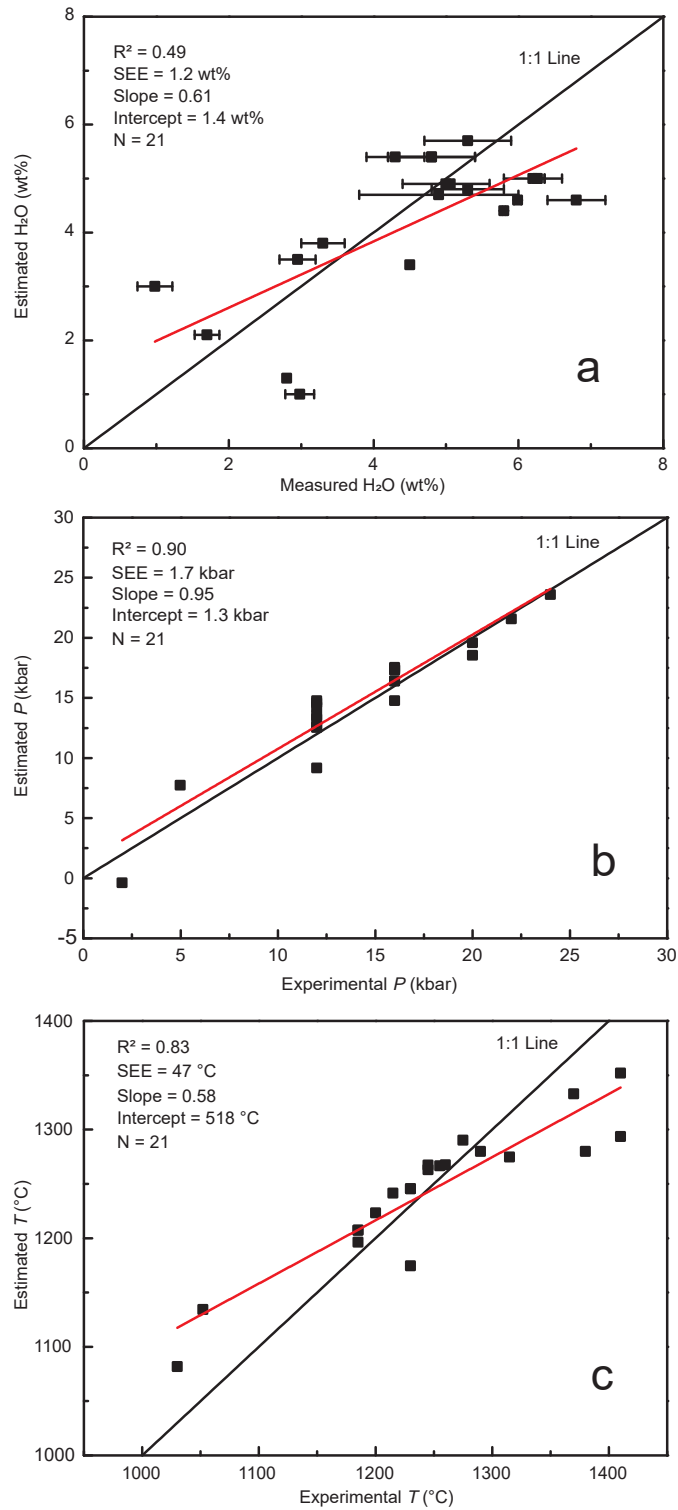 8
6
4
2
0
0
2
4
6
8
R² = 0.49
SEE = 1.2 wt%
Slope = 0.61
Intercept = 1.4 wt%
N = 21
1:1 Line
a
Estimated H₂O (wt%)
Measured H₂O (wt%)
30
25
20
15
10
5
0
-5
0
5
10
15
20
25
30
R² = 0.90
SEE = 1.7 kbar
Slope = 0.95
Intercept = 1.3 kbar
N = 21
1:1 Line
b
Estimated P (kbar)
Experimental P (kbar)
1400
1300
1200
1100
1000
1000
1100
1200
1300
1400
R² = 0.83
SEE = 47 °C
Slope = 0.58
Intercept = 518 °C
N = 21
1:1 Line
c
Estimated T (°C)
Experimental T (°C)